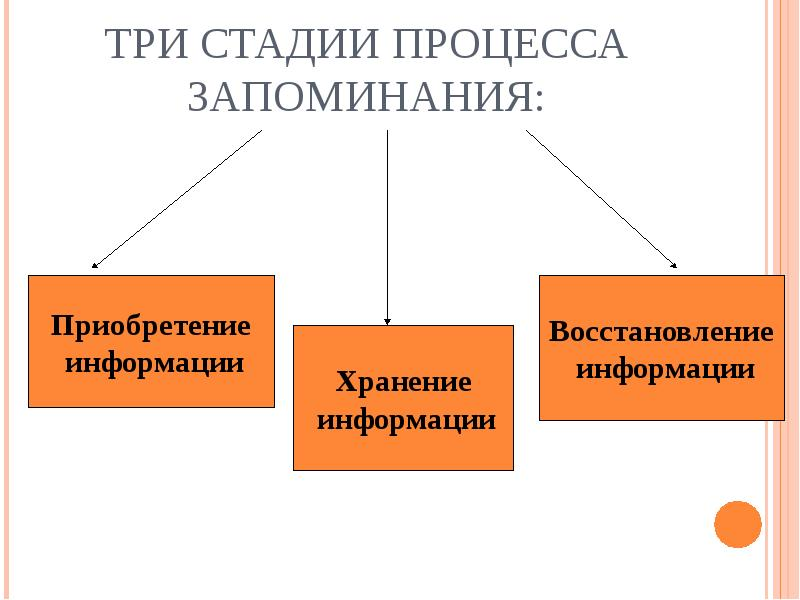 ТРИ СТАДИИ ПРОЦЕССА
ЗАПОМИНАНИЯ:
Приобретение
информации
Хранение
информации
Восстановление
информации